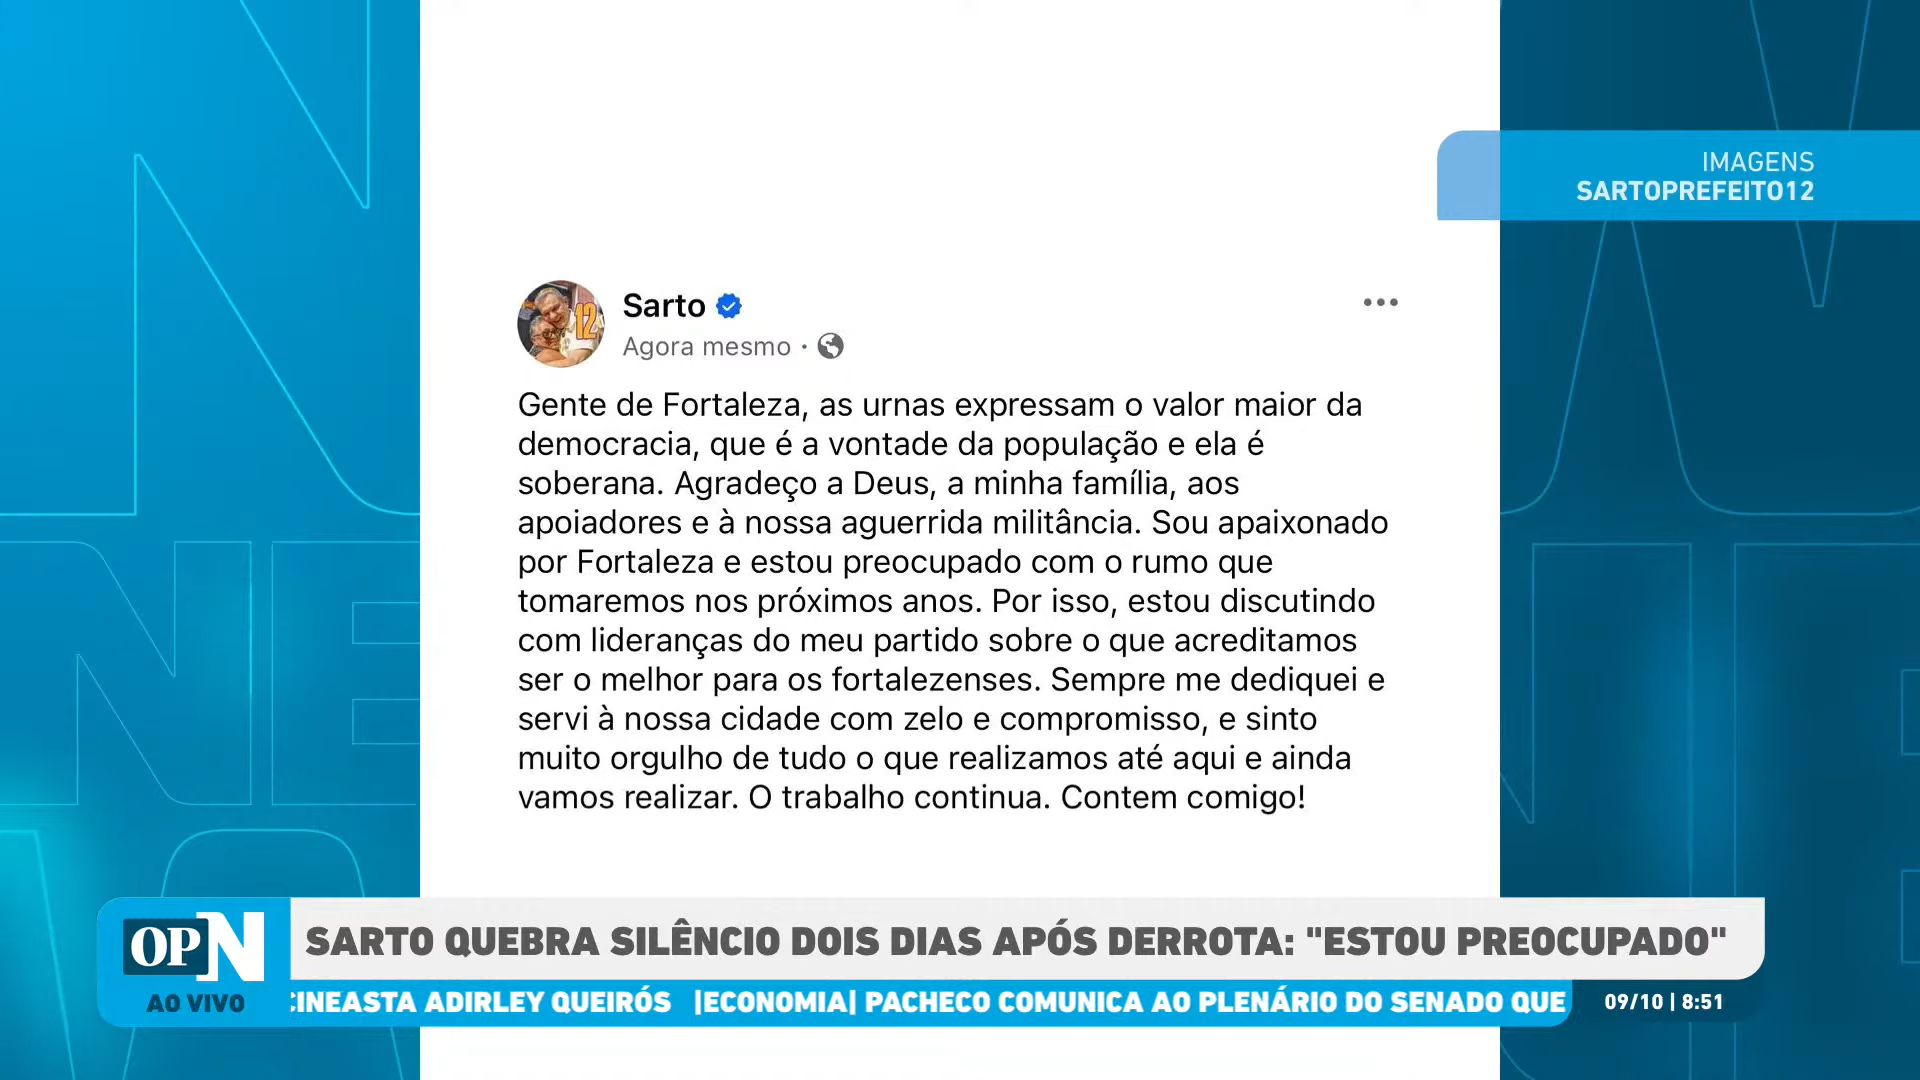 IMAGENS
SARTOPREFEITO12
Sarto
Agora mesmo ·
12
Gente de Fortaleza, as urnas expressam o valor maior da
democracia, que é a vontade da população e ela é
soberana. Agradeço a Deus, a minha família, aos
apoiadores e à nossa aguerrida militância. Sou apaixonado
por Fortaleza e estou preocupado com o rumo que
tomaremos nos próximos anos. Por isso, estou discutindo
com lideranças do meu partido sobre o que acreditamos
ser o melhor para os fortalezenses. Sempre me dediquei e
servi à nossa cidade com zelo e compromisso, e sinto
muito orgulho de tudo o que realizamos até aqui e ainda
vamos realizar. O trabalho continua. Contem comigo!
OPN
SARTO QUEBRA SILÊNCIO DOIS DIAS APÓS DERROTA: "ESTOU PREOCUPADO"
AO VIVO
CINEASTA ADIRLEY QUEIRÓS |ECONOMIA| PACHECO COMUNICA AO PLENÁRIO DO SENADO QUE
09/10 | 8:51